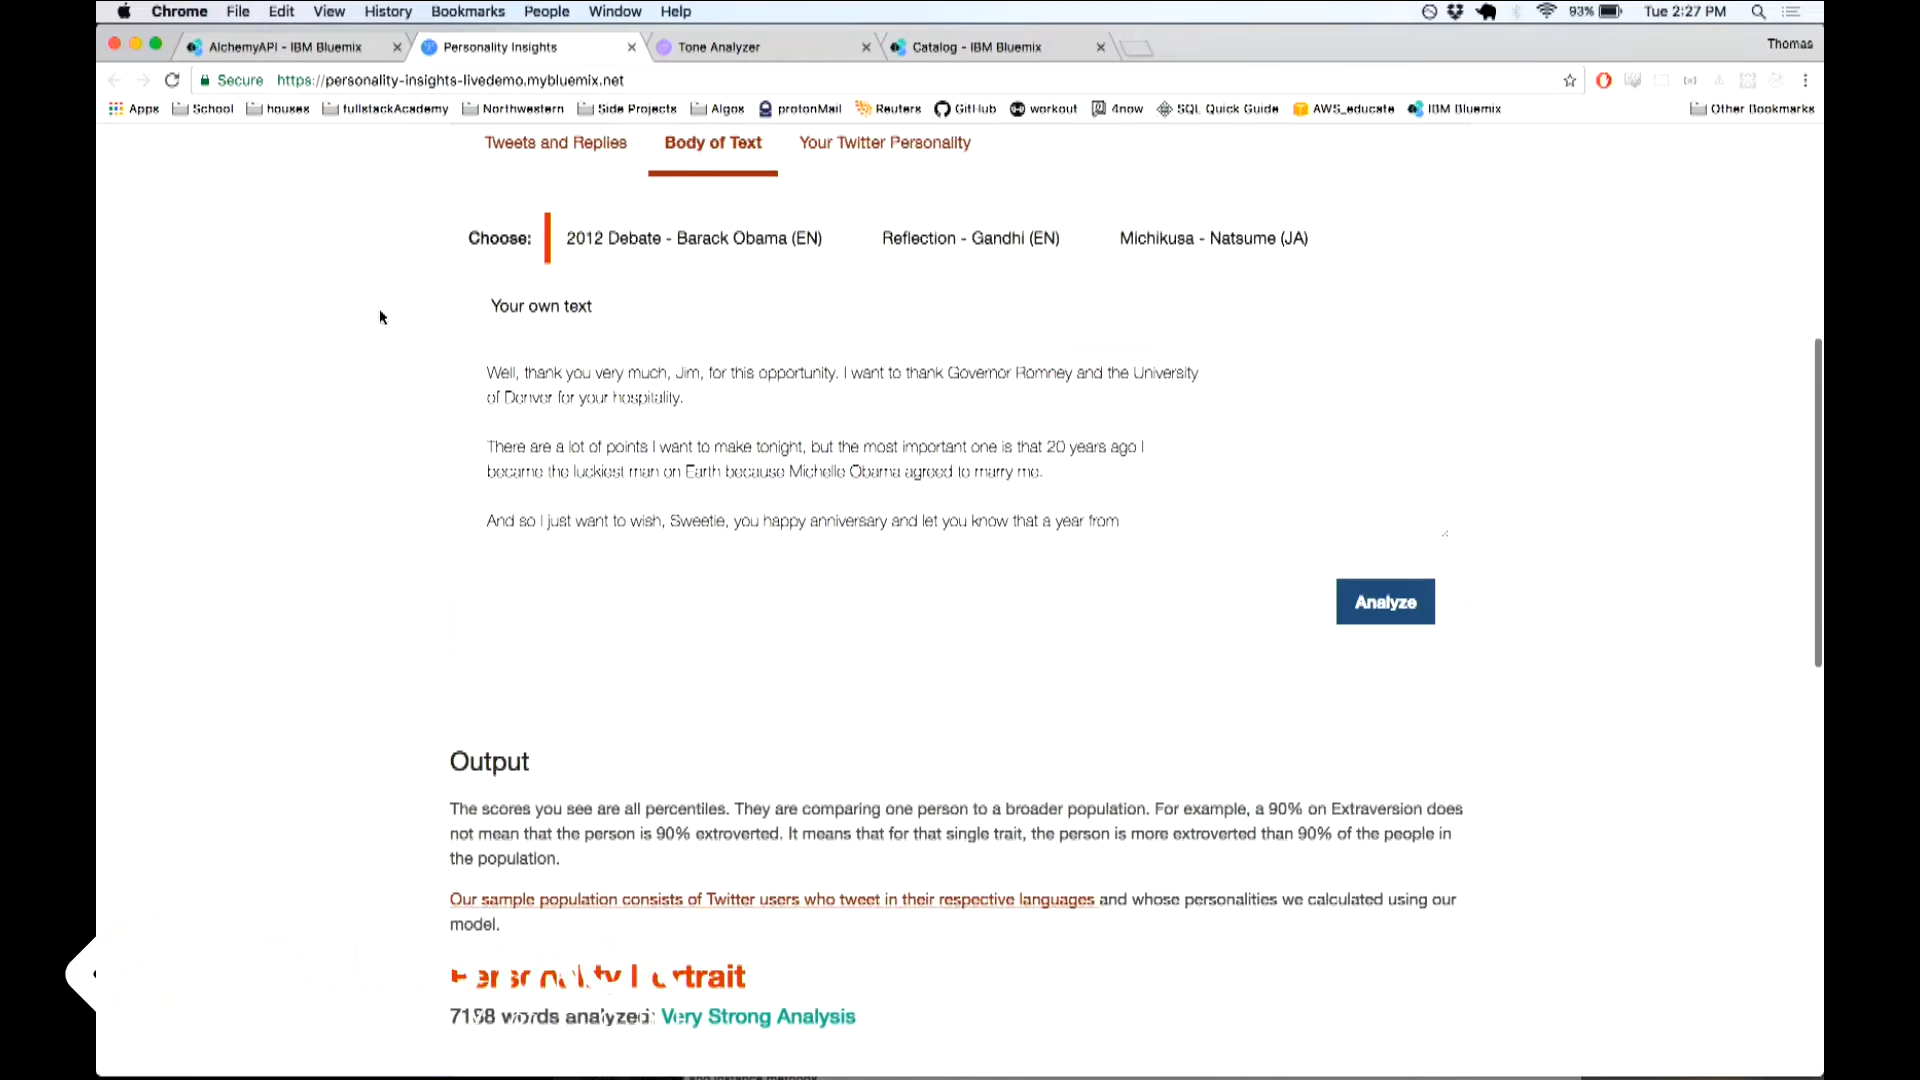 Chrome File Edit View History Bookmarks People Window Help 93% Tue 2:27 PM
AlchemyAPI - IBM Bluemix Personality Insights Tone Analyzer Catalog - IBM Bluemix Thomas
Secure https://personality-insights-livedemo.mybluemix.net
Apps School houses fullstackAcademy Northwestern Side Projects Algos protonMail Reuters GitHub workout 4now SQL Quick Guide AWS_educate IBM Bluemix Other Bookmarks
Tweets and Replies Body of Text Your Twitter Personality
Choose: 2012 Debate - Barack Obama (EN) Reflection - Gandhi (EN) Michikusa - Natsume (JA)
Your own text
Well, thank you very much, Jim, for this opportunity. I want to thank Governor Romney and the University
of Denver for your hospitality.
There are a lot of points I want to make tonight, but the most important one is that 20 years ago I
became the luckiest man on Earth because Michelle Obama agreed to marry me.
And so I just want to wish, Sweetie, you happy anniversary and let you know that a year from
Analyze
Output
The scores you see are all percentiles. They are comparing one person to a broader population. For example, a 90% on Extraversion does
not mean that the person is 90% extroverted. It means that for that single trait, the person is more extroverted than 90% of the people in
the population.
Our sample population consists of Twitter users who tweet in their respective languages and whose personalities we calculated using our
model.
Personality Portrait
words analyzed: Very Strong Analysis